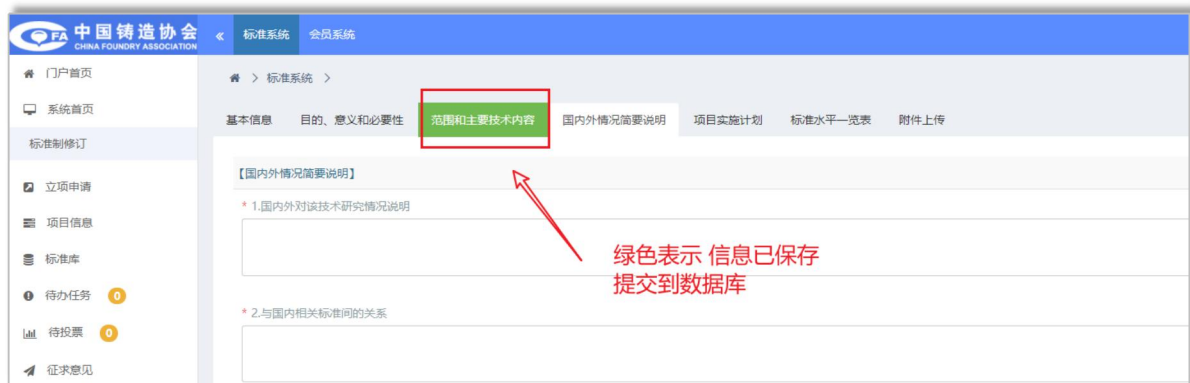 中国铸造协会
CHINA FOUNDRY ASSOCIATION
FA
« 标准系统 会员系统
门户首页
系统首页
标准制修订
立项申请
项目信息
标准库
待办任务 0
待投票 0
征求意见
> 标准系统 >
基本信息 目的、意义和必要性 范围和主要技术内容 国内外情况简要说明 项目实施计划 标准水平一览表 附件上传
【国内外情况简要说明】
* 1.国内外对该技术研究情况说明
绿色表示 信息已保存
提交到数据库
* 2.与国内相关标准间的关系